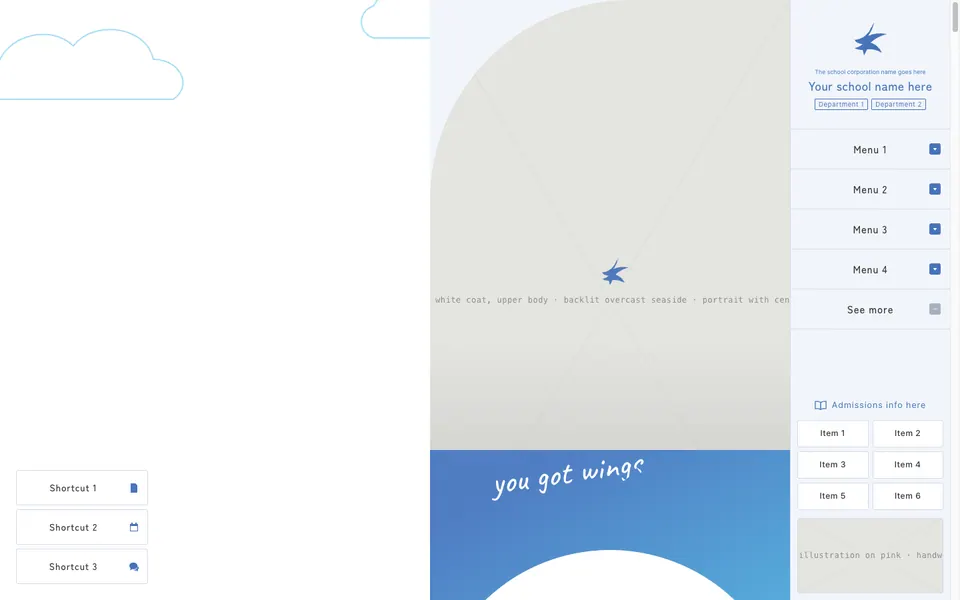 white coat, upper body · backlit overcast seaside · portrait with cen
you got wings
The school corporation name goes here
Your school name here
Department 1
Department 2
Menu 1
Menu 2
Menu 3
Menu 4
See more
Admissions info here
Item 1
Item 2
Item 3
Item 4
Item 5
Item 6
illustration on pink · handw
Shortcut 1
Shortcut 2
Shortcut 3